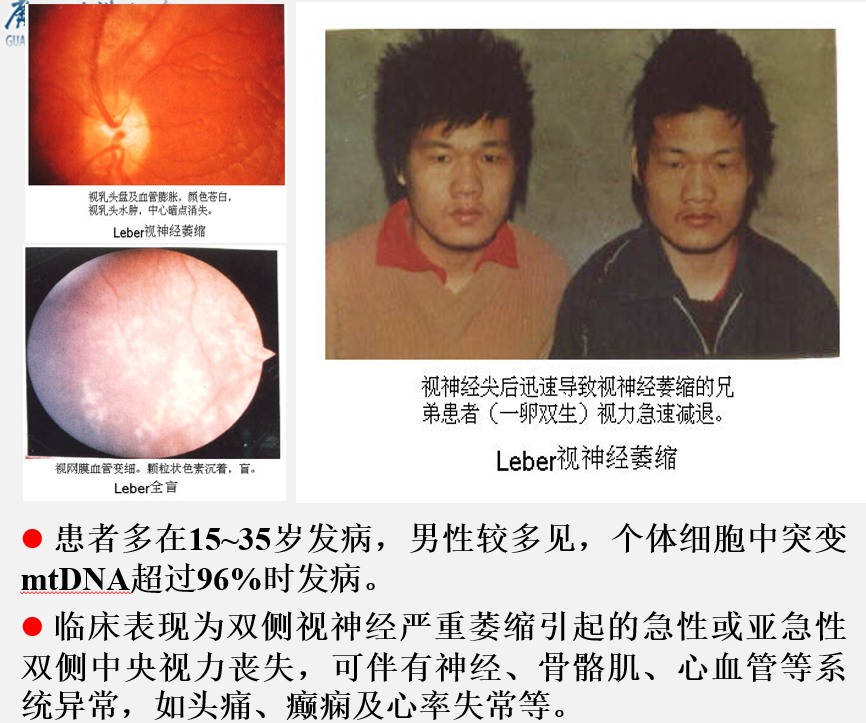 GUA
视乳头盘及血管膨胀，颜色苍白，
视乳头水肿，中心暗点消失。
Leber视神经萎缩
视网膜血管变细。颗粒状色素沉着，盲。
Leber全盲
视神经尖后迅速导致视神经萎缩的兄
弟患者（一卵双生）视力急速减退。
Leber视神经萎缩
● 患者多在15~35岁发病，男性较多见，个体细胞中突变
mtDNA超过96%时发病。
● 临床表现为双侧视神经严重萎缩引起的急性或亚急性
双侧中央视力丧失，可伴有神经、骨骼肌、心血管等系
统异常，如头痛、癫痫及心率失常等。